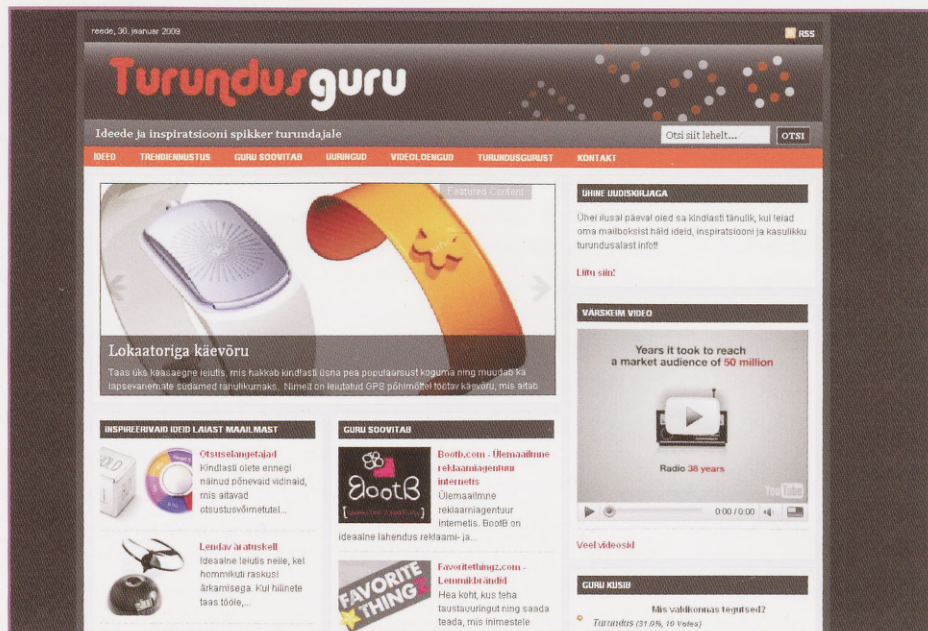 reede, 30. jaanuar 2009
RSS
Turundusguru
Ideede ja inspiratsiooni spikker turundajale
Otsi siit lehelt...
OTSI
IDEED TRENDIENNUSTUS GURU SOOVITAB UURINGUD VIDEOLOENGUD TURUNDUSGURUST KONTAKT
Featured Content
Lokaatoriga käevõru
Taas üks kaasaegne leiutis, mis hakkab kindlasti üsna pea populaarsust koguma ning muudab ka
lapsevanemate südamed rahulikumaks. Nimelt on leiutatud GPS põhimõttel töötav käevõru, mis aitab
ÜHINE UUDISKIRJAGA
Ühel ilusal päeval oled sa kindlasti tänulik, kui leiad
oma mailboksist häid ideid, inspiratsiooni ja kasulikku
turundusalast infot!
Liitu siin!
VÄRSKEIM VIDEO
Years it took to reach
a market audience of 50 million
Radio 38 years
YouTube
0:00 / 0:00
Veel videosid
INSPIREERIVAID IDEID LAIAST MAAILMAST
HOLD
Otsuselangetajad
Kindlasti olete ennegi
näinud põnevaid vidinaid,
mis aitavad
otsustusvõimetutel...
Lendav äratuskell
Ideaalne leiutis neile, kel
hommikuti raskusi
ärkamisega. Kui hilinete
taas tööle,...
GURU SOOVITAB
BootB
Bootb.com - Ülemaailmne
reklaamiagentuur
internetis
Ülemaailmne
reklaamiagentuur
internetis. BootB on
ideaalne lahendus reklaami- ja...
FAVORITE
THINGZ
Favoritethingz.com -
Lemmikbrändid
Hea koht, kus teha
taustauuringut ning saada
teada, mis inimestele
GURU KÜSIB
Mis valdkonnas tegutsed?
Turundus (31.0%, 10 Votes)